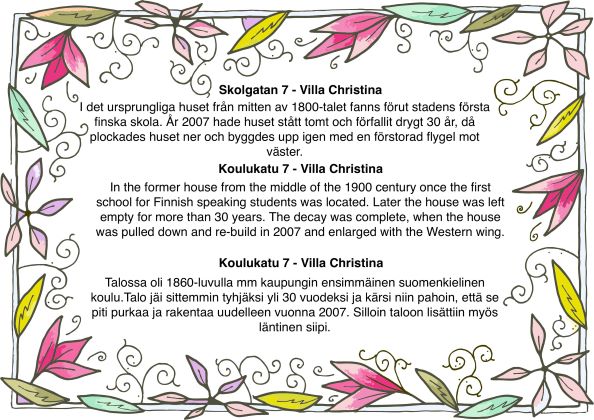 Skolgatan 7 - Villa Christina
I det ursprungliga huset från mitten av 1800-talet fanns förut stadens första
finska skola. År 2007 hade huset stått tomt och förfallit drygt 30 år, då
plockades huset ner och byggdes upp igen med en förstorad flygel mot
väster.
Koulukatu 7 - Villa Christina
In the former house from the middle of the 1900 century once the first
school for Finnish speaking students was located. Later the house was left
empty for more than 30 years. The decay was complete, when the house
was pulled down and re-build in 2007 and enlarged with the Western wing.
Koulukatu 7 - Villa Christina
Talossa oli 1860-luvulla mm kaupungin ensimmäinen suomenkielinen
koulu.Talo jäi sittemmin tyhjäksi yli 30 vuodeksi ja kärsi niin pahoin, että se
piti purkaa ja rakentaa uudelleen vuonna 2007. Silloin taloon lisättiin myös
läntinen siipi.